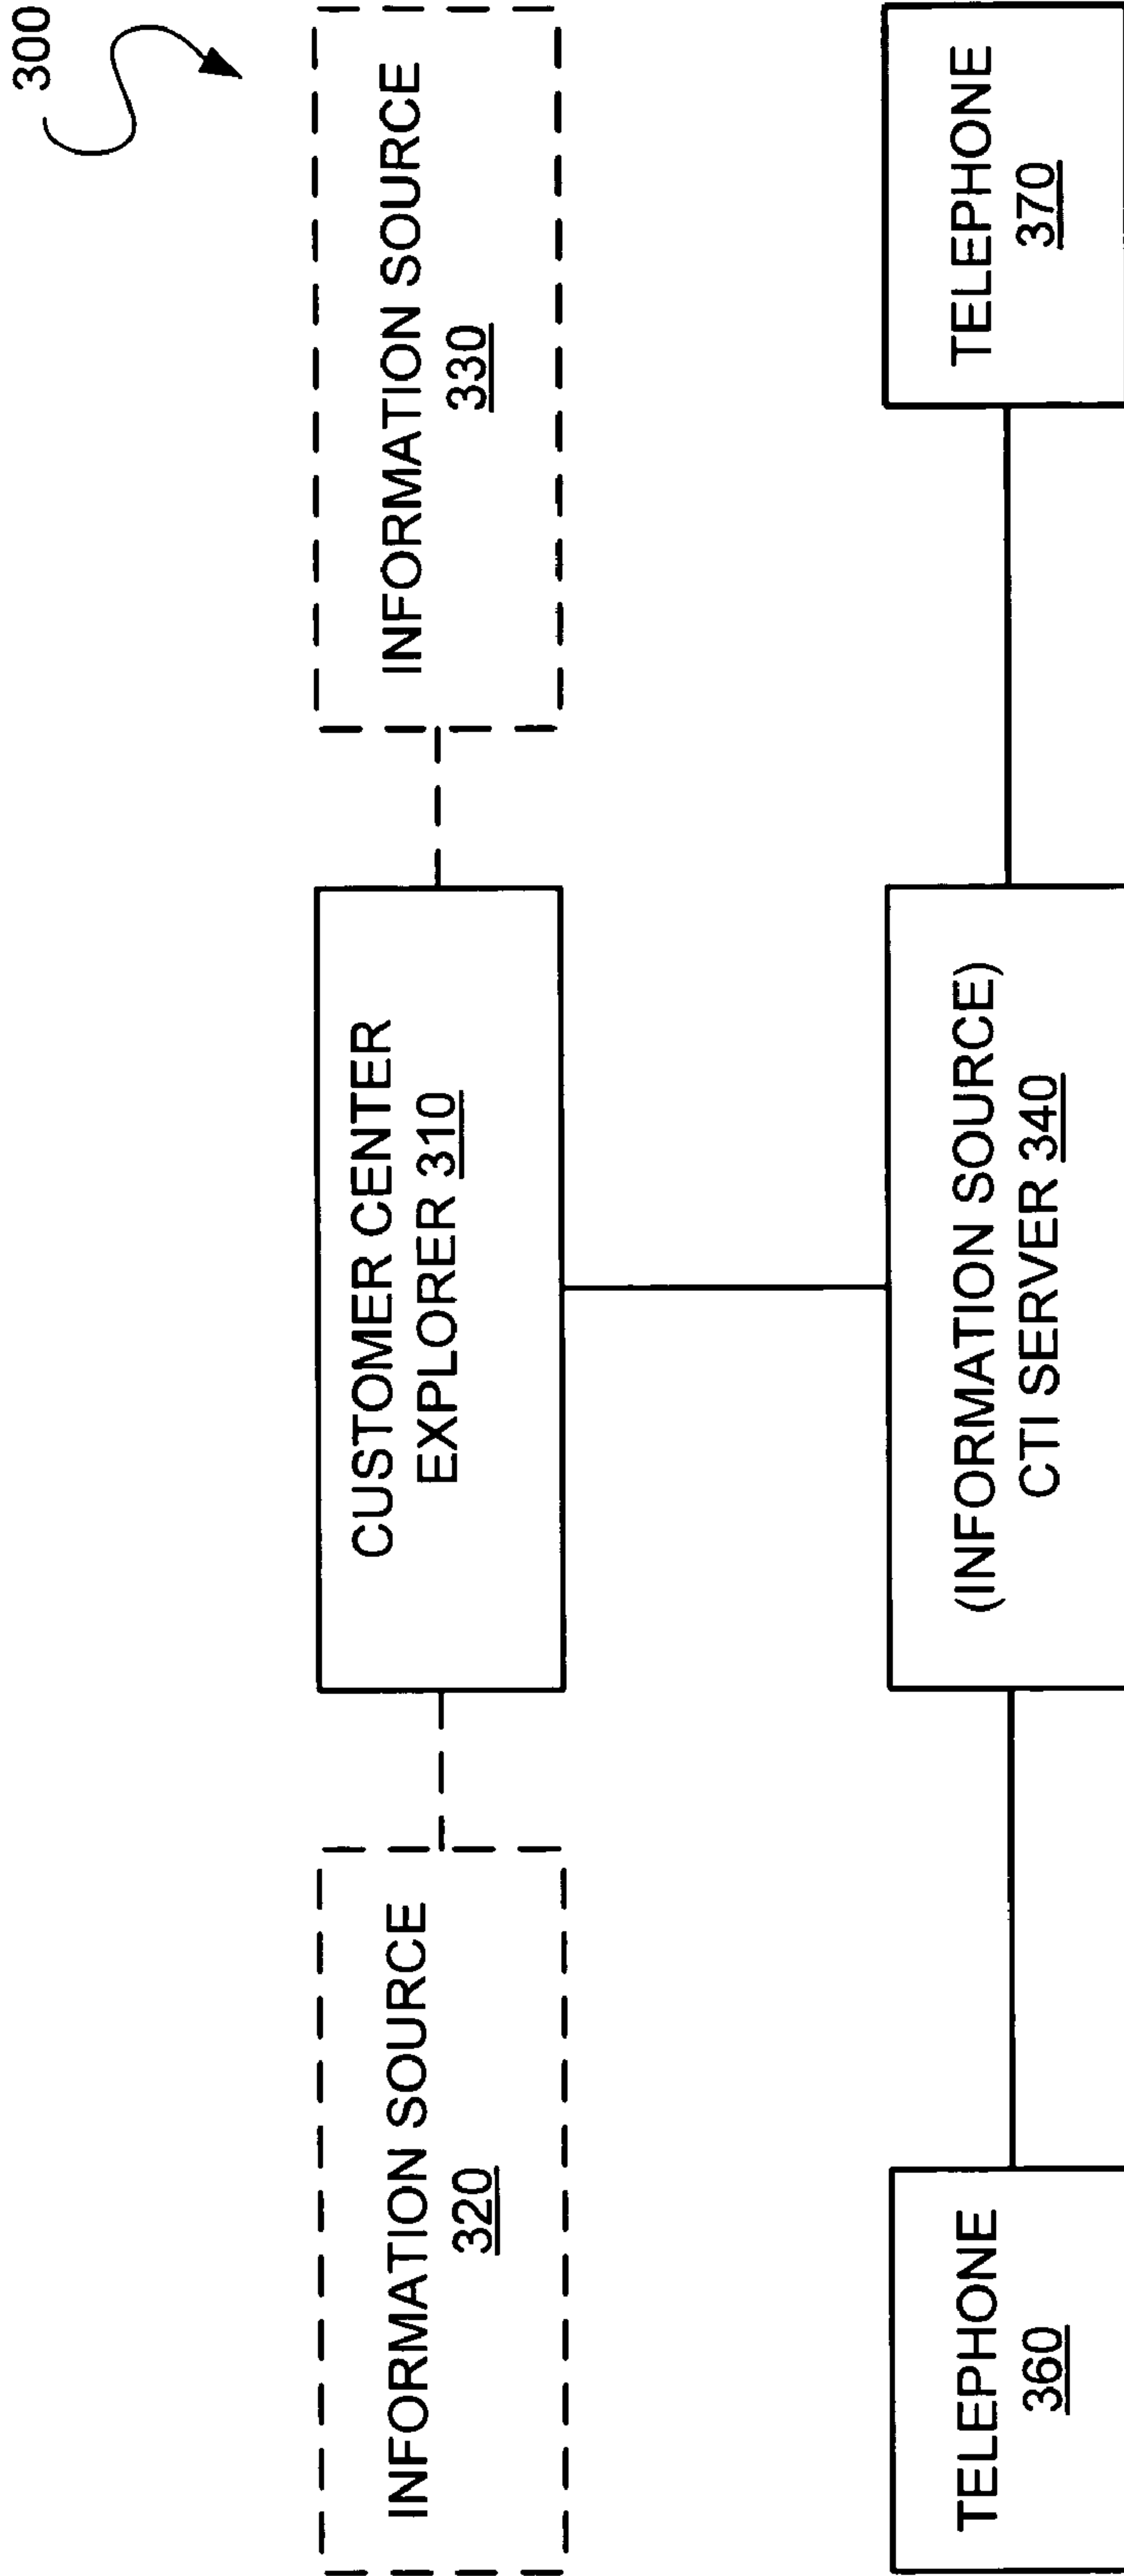 300
INFORMATION SOURCE
320
CUSTOMER CENTER
EXPLORER 310
INFORMATION SOURCE
330
TELEPHONE
360
(INFORMATION SOURCE)
CTI SERVER 340
TELEPHONE
370